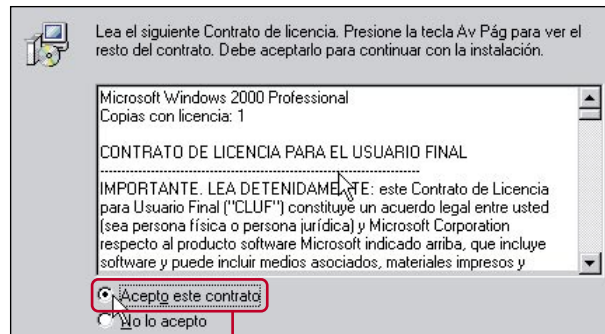 Lea el siguiente Contrato de licencia. Presione la tecla Av Pág para ver el
resto del contrato. Debe aceptarlo para continuar con la instalación.
Microsoft Windows 2000 Professional
Copias con licencia: 1
CONTRATO DE LICENCIA PARA EL USUARIO FINAL
----------------------------------------------------------------------
IMPORTANTE. LEA DETENIDAMENTE: este Contrato de Licencia
para Usuario Final ("CLUF") constituye un acuerdo legal entre usted
(sea persona física o persona jurídica) y Microsoft Corporation
respecto al producto software Microsoft indicado arriba, que incluye
software y puede incluir medios asociados, materiales impresos y
Acepto este contrato
No lo acepto